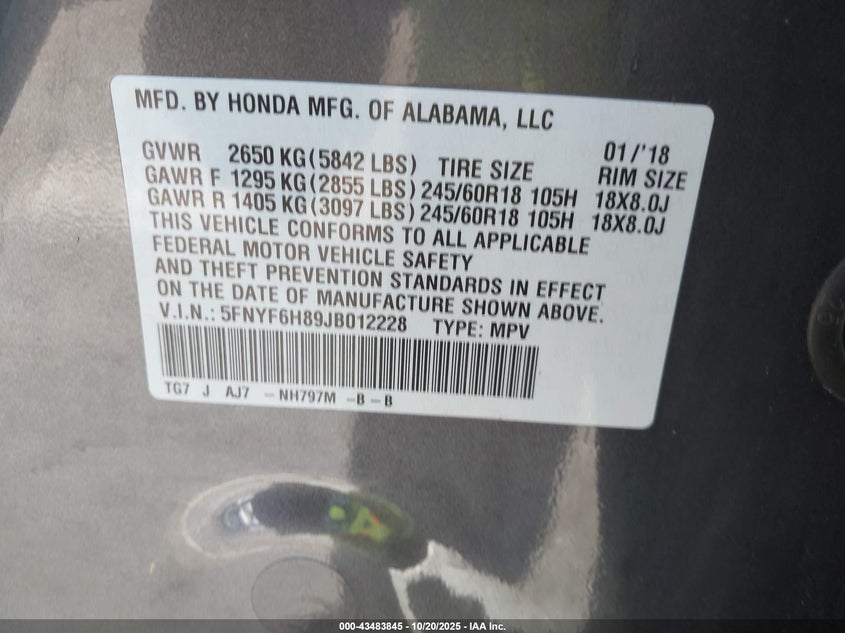 MFD. BY HONDA MFG. OF ALABAMA, LLC
01/'18
GVWR 2650 KG(5842 LBS) TIRE SIZE RIM SIZE
GAWR F 1295 KG(2855 LBS) 245/60R18 105H 18X8.0J
GAWR R 1405 KG(3097 LBS) 245/60R18 105H 18X8.0J
THIS VEHICLE CONFORMS TO ALL APPLICABLE
FEDERAL MOTOR VEHICLE SAFETY
AND THEFT PREVENTION STANDARDS IN EFFECT
ON THE DATE OF MANUFACTURE SHOWN ABOVE.
V.I.N.: 5FNYF6H89JB012228 TYPE: MPV
TG7 J AJ7 -NH797M -B-B
000-43483845 - 10/20/2025 - IAA Inc.